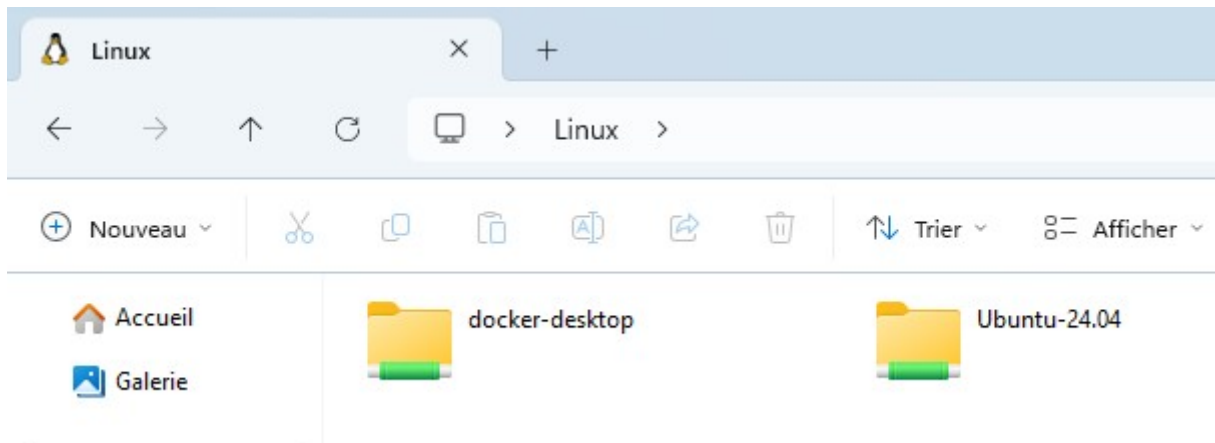 Linux
Linux
Nouveau Trier Afficher
Accueil docker-desktop Ubuntu-24.04
Galerie